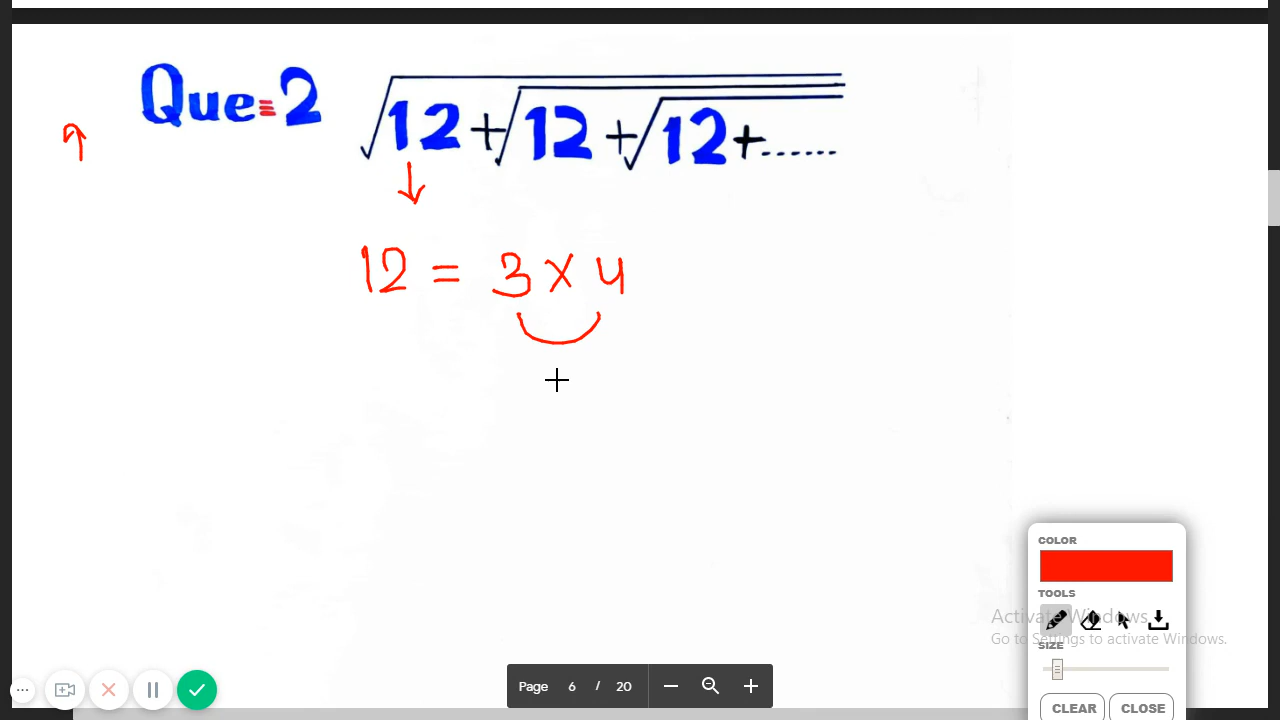 Que=2 √12+√12+√12+......
12 = 3 × 4
COLOR
TOOLS
Activate Windows
Go to Settings to activate Windows.
SIZE
Page 6 / 20
CLEAR CLOSE